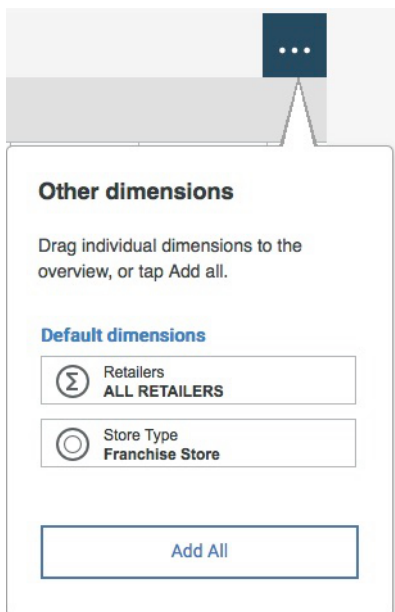 ...
Other dimensions
Drag individual dimensions to the
overview, or tap Add all.
Default dimensions
Retailers
ALL RETAILERS
Store Type
Franchise Store
Add All